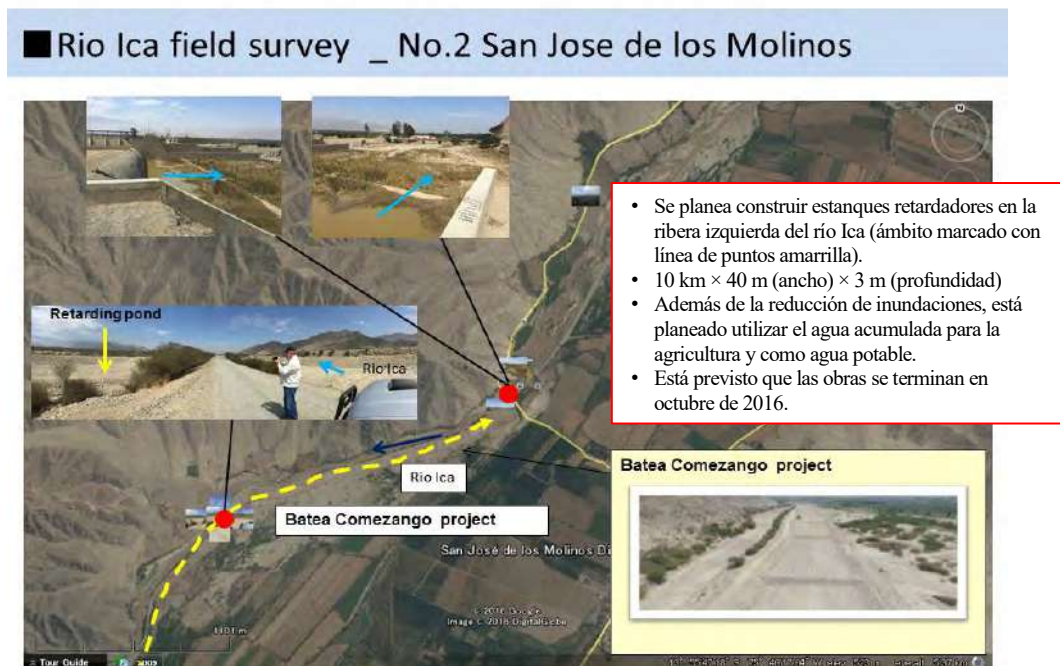 ■Rio Ica field survey _ No.2 San Jose de los Molinos
N
• Se planea construir estanques retardadores en la
ribera izquierda del río Ica (ámbito marcado con
línea de puntos amarrilla).
• 10 km × 40 m (ancho) × 3 m (profundidad)
• Además de la reducción de inundaciones, está
planeado utilizar el agua acumulada para la
agricultura y como agua potable.
• Está previsto que las obras se terminan en
octubre de 2016.
Retarding pond
Rio Ica
Rio Ica
Batea Comezango project
Batea Comezango project
San José de los Molinos Di
© 2016 Google
Image © 2016 DigitalGlobe
1101 m
Tour Guide